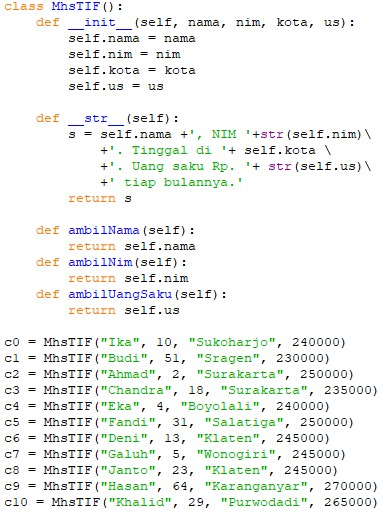 class MhsTIF():
    def __init__(self, nama, nim, kota, us):
        self.nama = nama
        self.nim = nim
        self.kota = kota
        self.us = us

    def __str__(self):
        s = self.nama +', NIM '+str(self.nim)\
            +'. Tinggal di '+ self.kota \
            +'. Uang saku Rp. '+ str(self.us)\
            +' tiap bulannya.'
        return s

    def ambilNama(self):
        return self.nama
    def ambilNim(self):
        return self.nim
    def ambilUangSaku(self):
        return self.us

c0 = MhsTIF("Ika", 10, "Sukoharjo", 240000)
c1 = MhsTIF("Budi", 51, "Sragen", 230000)
c2 = MhsTIF("Ahmad", 2, "Surakarta", 250000)
c3 = MhsTIF("Chandra", 18, "Surakarta", 235000)
c4 = MhsTIF("Eka", 4, "Boyolali", 240000)
c5 = MhsTIF("Fandi", 31, "Salatiga", 250000)
c6 = MhsTIF("Deni", 13, "Klaten", 245000)
c7 = MhsTIF("Galuh", 5, "Wonogiri", 245000)
c8 = MhsTIF("Janto", 23, "Klaten", 245000)
c9 = MhsTIF("Hasan", 64, "Karanganyar", 270000)
c10 = MhsTIF("Khalid", 29, "Purwodadi", 265000)